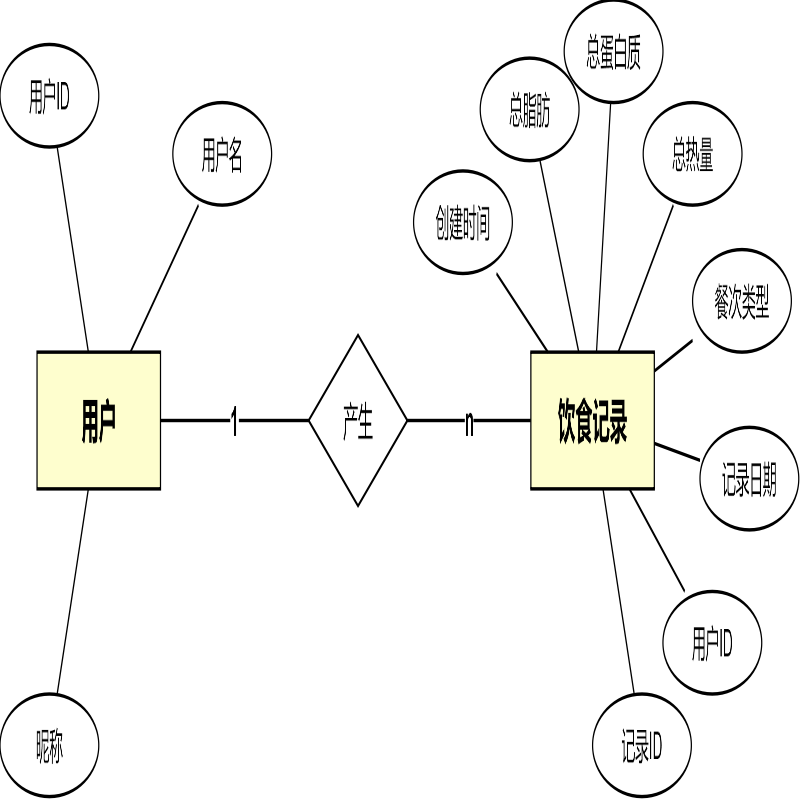 总蛋白质
用户ID
总脂肪
用户名
总热量
创建时间
餐次类型
用户
1
产生
n
饮食记录
记录日期
用户ID
昵称
记录ID